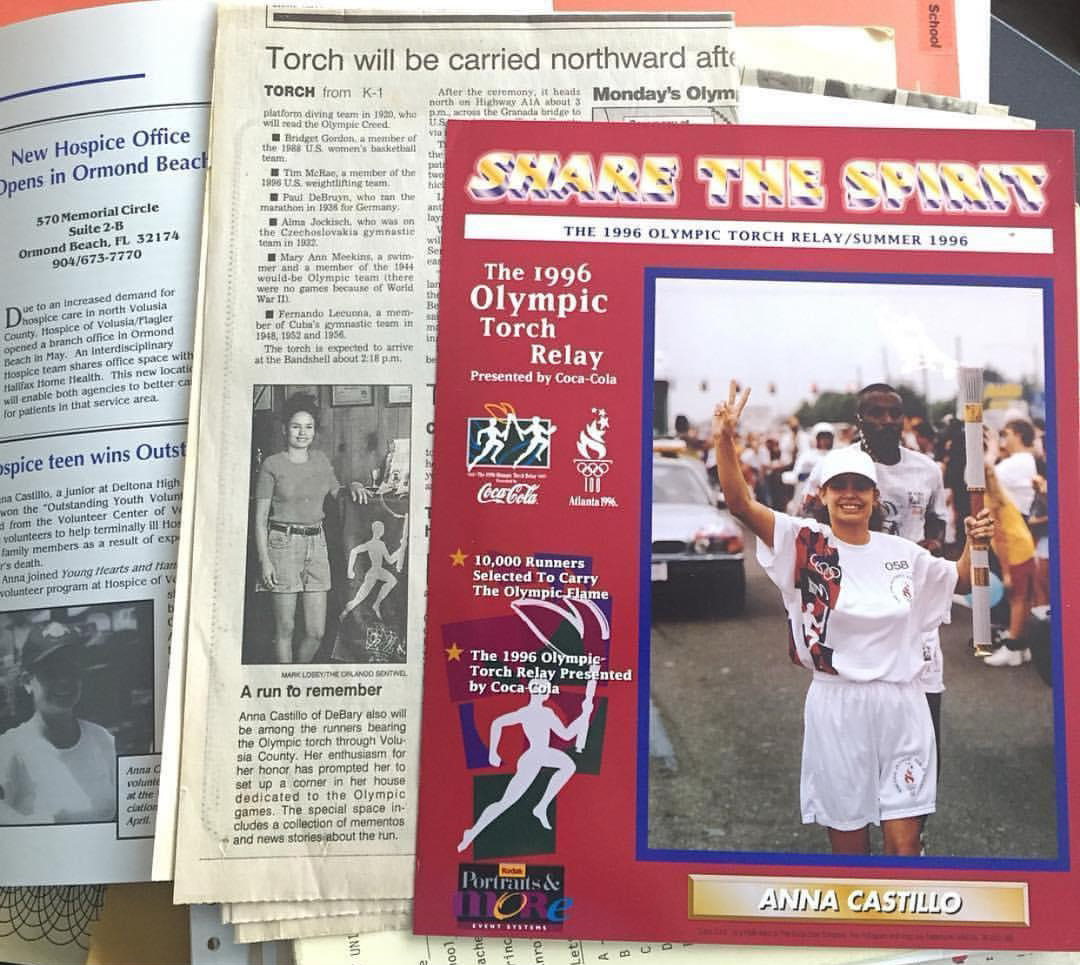 New Hospice Office
Opens in Ormond Beach
570 Memorial Circle
Suite 2-B
Ormond Beach, FL 32174
904/673-7770
Due to an increased demand for
hospice care in north Volusia
County, Hospice of Volusia/Flagler
opened a branch office in Ormond
Beach in May. An interdisciplinary
Hospice team shares office space with
Halifax Home Health. This new locati
will enable both agencies to better ca
for patients in that service area.
ospice teen wins Outst
na Castillo, a junior at Deltona High
won the "Outstanding Youth Volun
d from the Volunteer Center of V
volunteers to help terminally ill Hos
family members as a result of exp
r's death.
Anna joined Young Hearts and Han
volunteer program at Hospice of V
Anna C
volunt
at the
ciation
April.
Torch will be carried northward afte
TORCH from K-1
platform diving team in 1920, who
will read the Olympic Creed.
■ Bridget Gordon, a member of
the 1988 U.S. women's basketball
team.
■ Tim McRae, a member of the
1996 U.S. weightlifting team.
■ Paul DeBruyn, who ran the
marathon in 1936 for Germany.
■ Alma Jockisch, who was on
the Czechoslovakia gymnastic
team in 1932.
■ Mary Ann Meekins, a swim-
mer and a member of the 1944
would-be Olympic team (there
were no games because of World
War II).
■ Fernando Lecuona, a mem-
ber of Cuba's gymnastic team in
1948, 1952 and 1956.
The torch is expected to arrive
at the Bandshell about 2:18 p.m.
After the ceremony, it heads
north on Highway A1A about 3
p.m., across the Granada bridge to
U.S.
via
Monday's Olym
MARK LOBEY/THE ORLANDO SENTINEL
A run to remember
Anna Castillo of DeBary also will
be among the runners bearing
the Olympic torch through Volu-
sia County. Her enthusiasm for
her honor has prompted her to
set up a corner in her house
dedicated to the Olympic
games. The special space in-
cludes a collection of mementos
and news stories about the run.
School
SHARE THE SPIRIT
THE 1996 OLYMPIC TORCH RELAY/SUMMER 1996
The 1996
Olympic
Torch
Relay
Presented by Coca-Cola
Coca-Cola
Atlanta 1996.
10,000 Runners
Selected To Carry
The Olympic Flame
The 1996 Olympic
Torch Relay Presented
by Coca-Cola
058
Kodak
Portraits &
MORe
EVENT SYSTEMS
ANNA CASTILLO